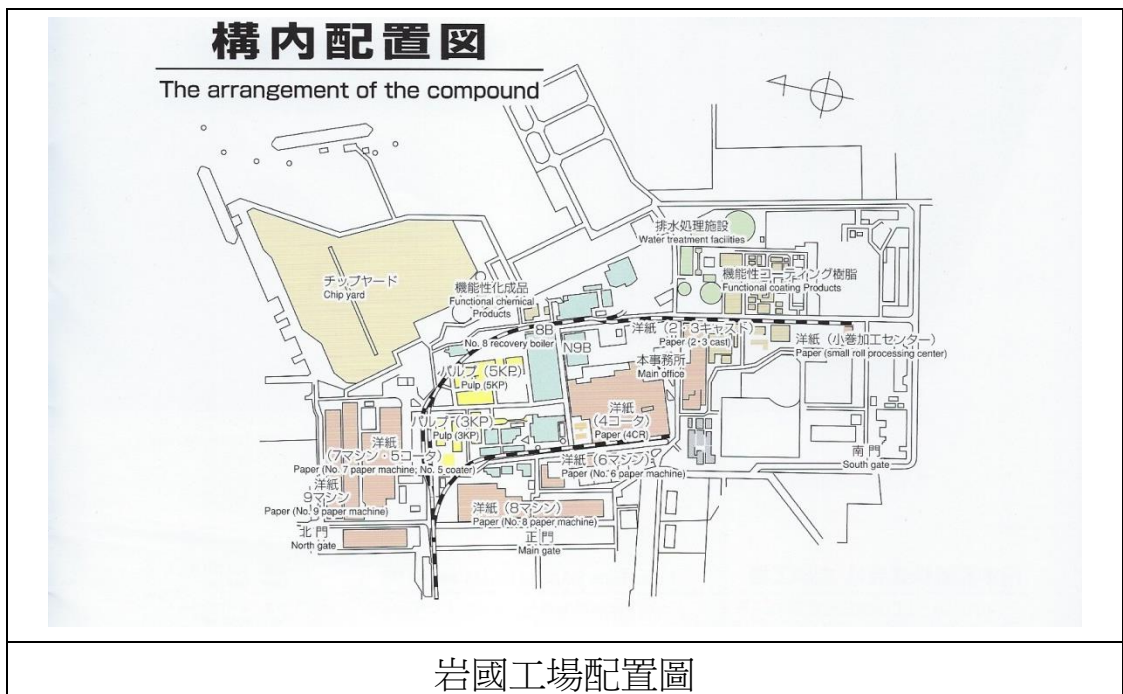 構内配置図
The arrangement of the compound
排水処理施設
Water treatment facilities
チップヤード
Chip yard
機能性化成品
Functional chemical
Products
機能性コーティング樹脂
Functional coating Products
8B
No. 8 recovery boiler
N9B
洋紙(2・3キャスト)
Paper (2・3 cast)
洋紙(小巻加工センター)
Paper (small roll processing center)
本事務所
Main office
パルプ(5KP)
Pulp (5KP)
パルプ(3KP)
Pulp (3KP)
洋紙
(4コータ)
Paper (4CR)
洋紙
(7マシン・5コータ)
Paper (No. 7 paper machine; No. 5 coater)
洋紙(6マシン)
Paper (No. 6 paper machine)
南門
South gate
洋紙
9マシン
Paper (No. 9 paper machine)
洋紙(8マシン)
Paper (No. 8 paper machine)
北門
North gate
正門
Main gate
岩國工場配置圖